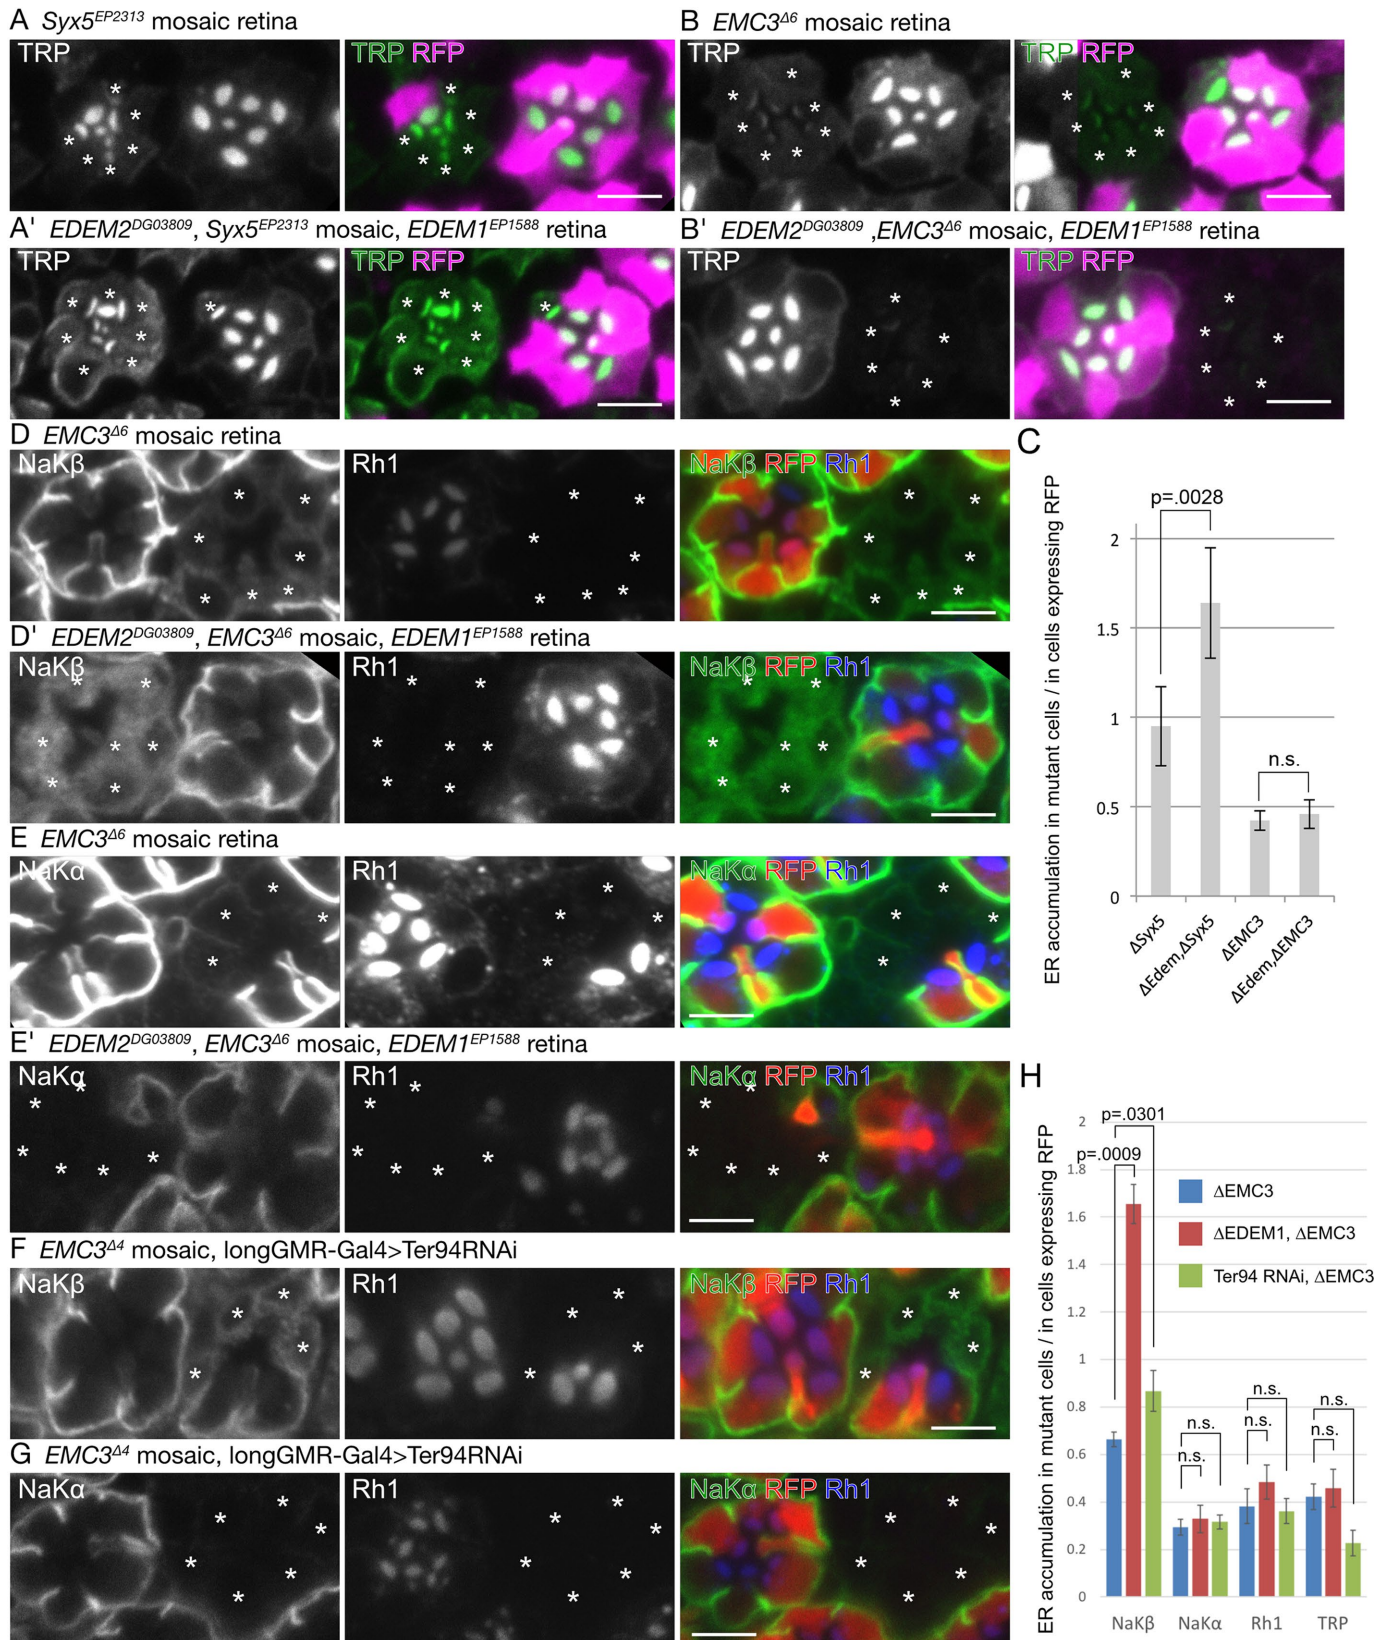 A Syx5EP2313 mosaic retina
TRP
TRP RFP
B EMC3Δ6 mosaic retina
TRP
TRP RFP
A' EDEM2DG03809, Syx5EP2313 mosaic, EDEM1EP1588 retina
TRP
TRP RFP
B' EDEM2DG03809 ,EMC3Δ6 mosaic, EDEM1EP1588 retina
TRP
TRP RFP
D EMC3Δ6 mosaic retina
NaKβ
Rh1
NaKβ RFP Rh1
D' EDEM2DG03809, EMC3Δ6 mosaic, EDEM1EP1588 retina
NaKβ
Rh1
NaKβ RFP Rh1
E EMC3Δ6 mosaic retina
NaKα
Rh1
NaKα RFP Rh1
E' EDEM2DG03809, EMC3Δ6 mosaic, EDEM1EP1588 retina
NaKα
Rh1
NaKα RFP Rh1
F EMC3Δ4 mosaic, longGMR-Gal4>Ter94RNAi
NaKβ
Rh1
NaKβ RFP Rh1
G EMC3Δ4 mosaic, longGMR-Gal4>Ter94RNAi
NaKα
Rh1
NaKα RFP Rh1
C
ER accumulation in mutant cells / in cells expressing RFP
p=.0028
n.s.
2
1.5
1
0.5
0
ΔSyx5
ΔEdem,ΔSyx5
ΔEMC3
ΔEdem,ΔEMC3
H
ER accumulation in mutant cells / in cells expressing RFP
p=.0301
p=.0009
2
1.8
1.6
1.4
1.2
1
0.8
0.6
0.4
0.2
0
ΔEMC3
ΔEDEM1, ΔEMC3
Ter94 RNAi, ΔEMC3
n.s.
n.s.
n.s.
n.s.
n.s.
n.s.
NaKβ
NaKα
Rh1
TRP